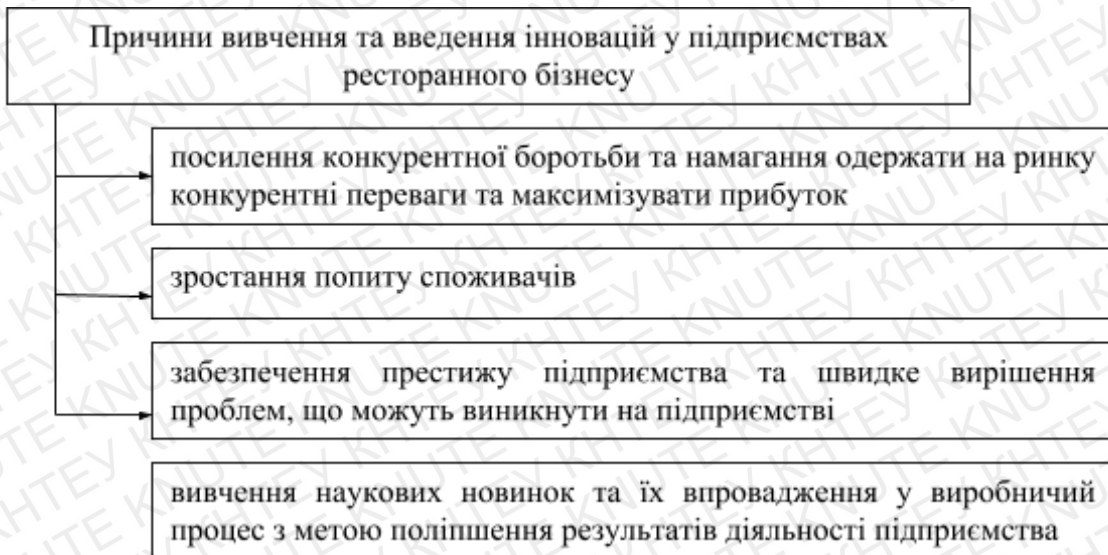 Причини вивчення та введення інновацій у підприємствах
ресторанного бізнесу
посилення конкурентної боротьби та намагання одержати на ринку
конкурентні переваги та максимізувати прибуток
зростання попиту споживачів
забезпечення престижу підприємства та швидке вирішення
проблем, що можуть виникнути на підприємстві
вивчення наукових новинок та їх впровадження у виробничий
процес з метою поліпшення результатів діяльності підприємства